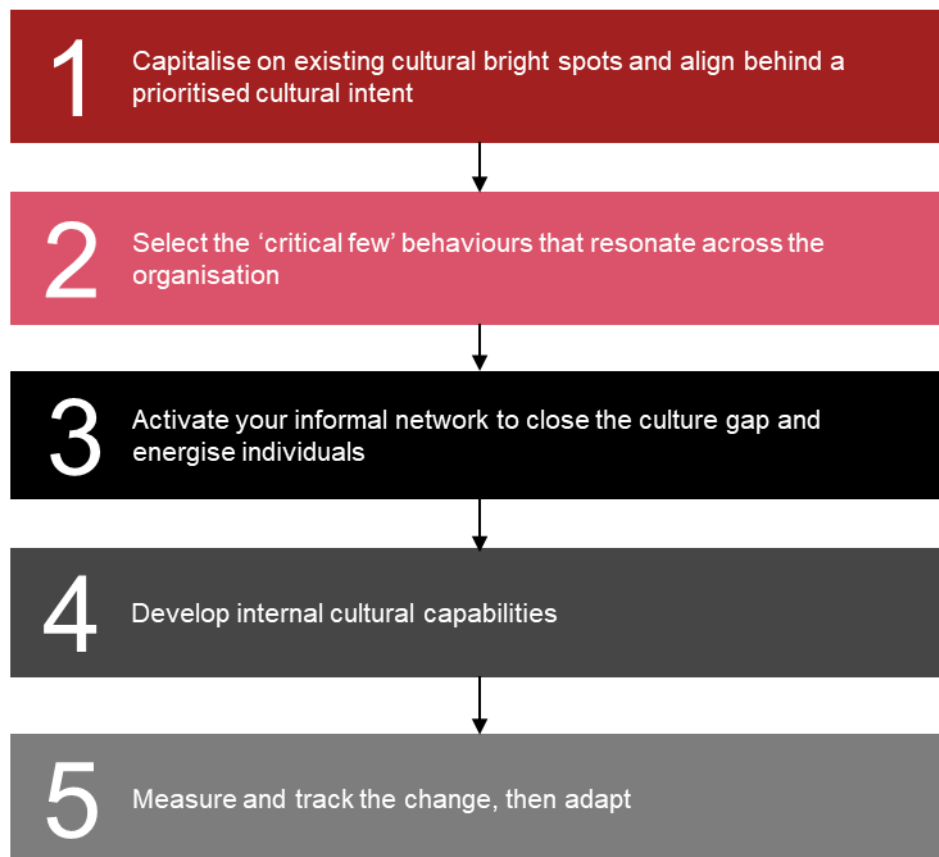 1
Capitalise on existing cultural bright spots and align behind a
prioritised cultural intent
2
Select the ‘critical few’ behaviours that resonate across the
organisation
3
Activate your informal network to close the culture gap and
energise individuals
4
Develop internal cultural capabilities
5
Measure and track the change, then adapt